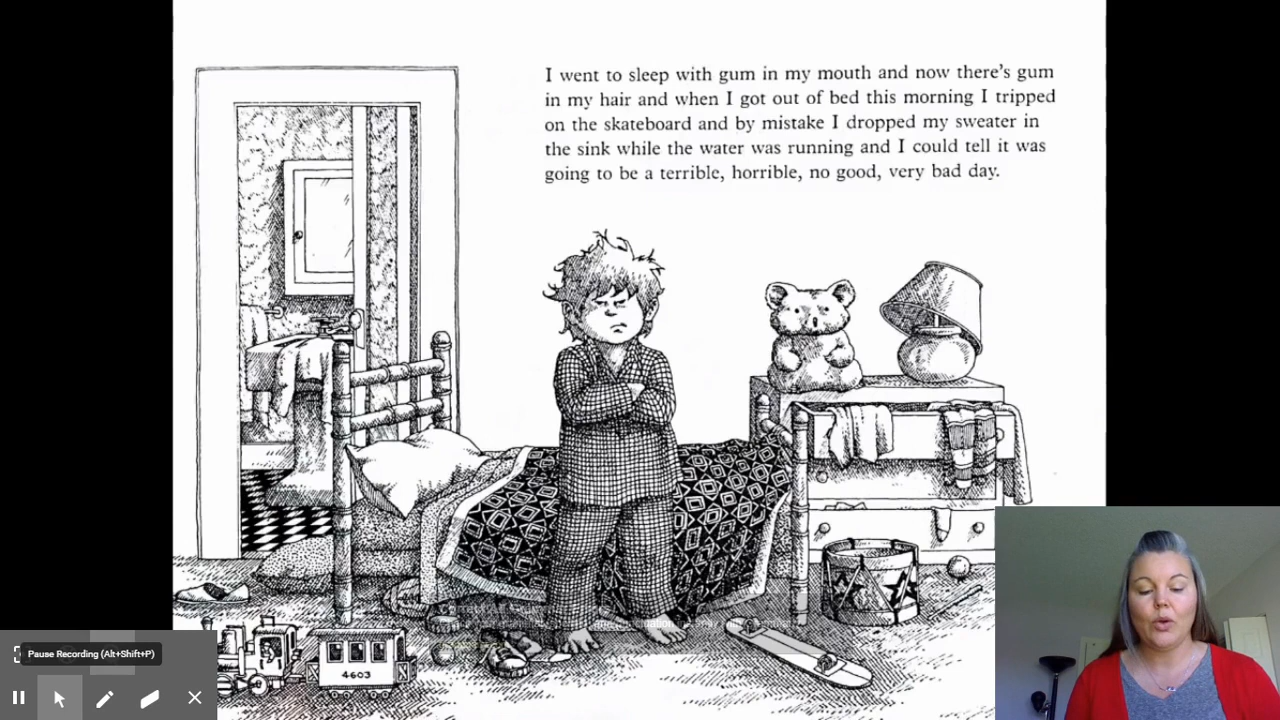 I went to sleep with gum in my mouth and now there's gum
in my hair and when I got out of bed this morning I tripped
on the skateboard and by mistake I dropped my sweater in
the sink while the water was running and I could tell it was
going to be a terrible, horrible, no good, very bad day.
4603
Pause Recording (Alt+Shift+P)